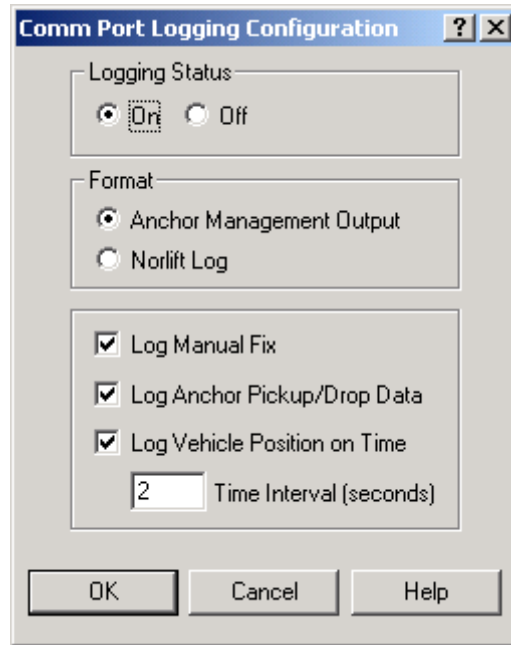 Comm Port Logging Configuration ?
Logging Status
On Off
Format
Anchor Management Output
Norlift Log
Log Manual Fix
Log Anchor Pickup/Drop Data
Log Vehicle Position on Time
2 Time Interval (seconds)
OK Cancel Help